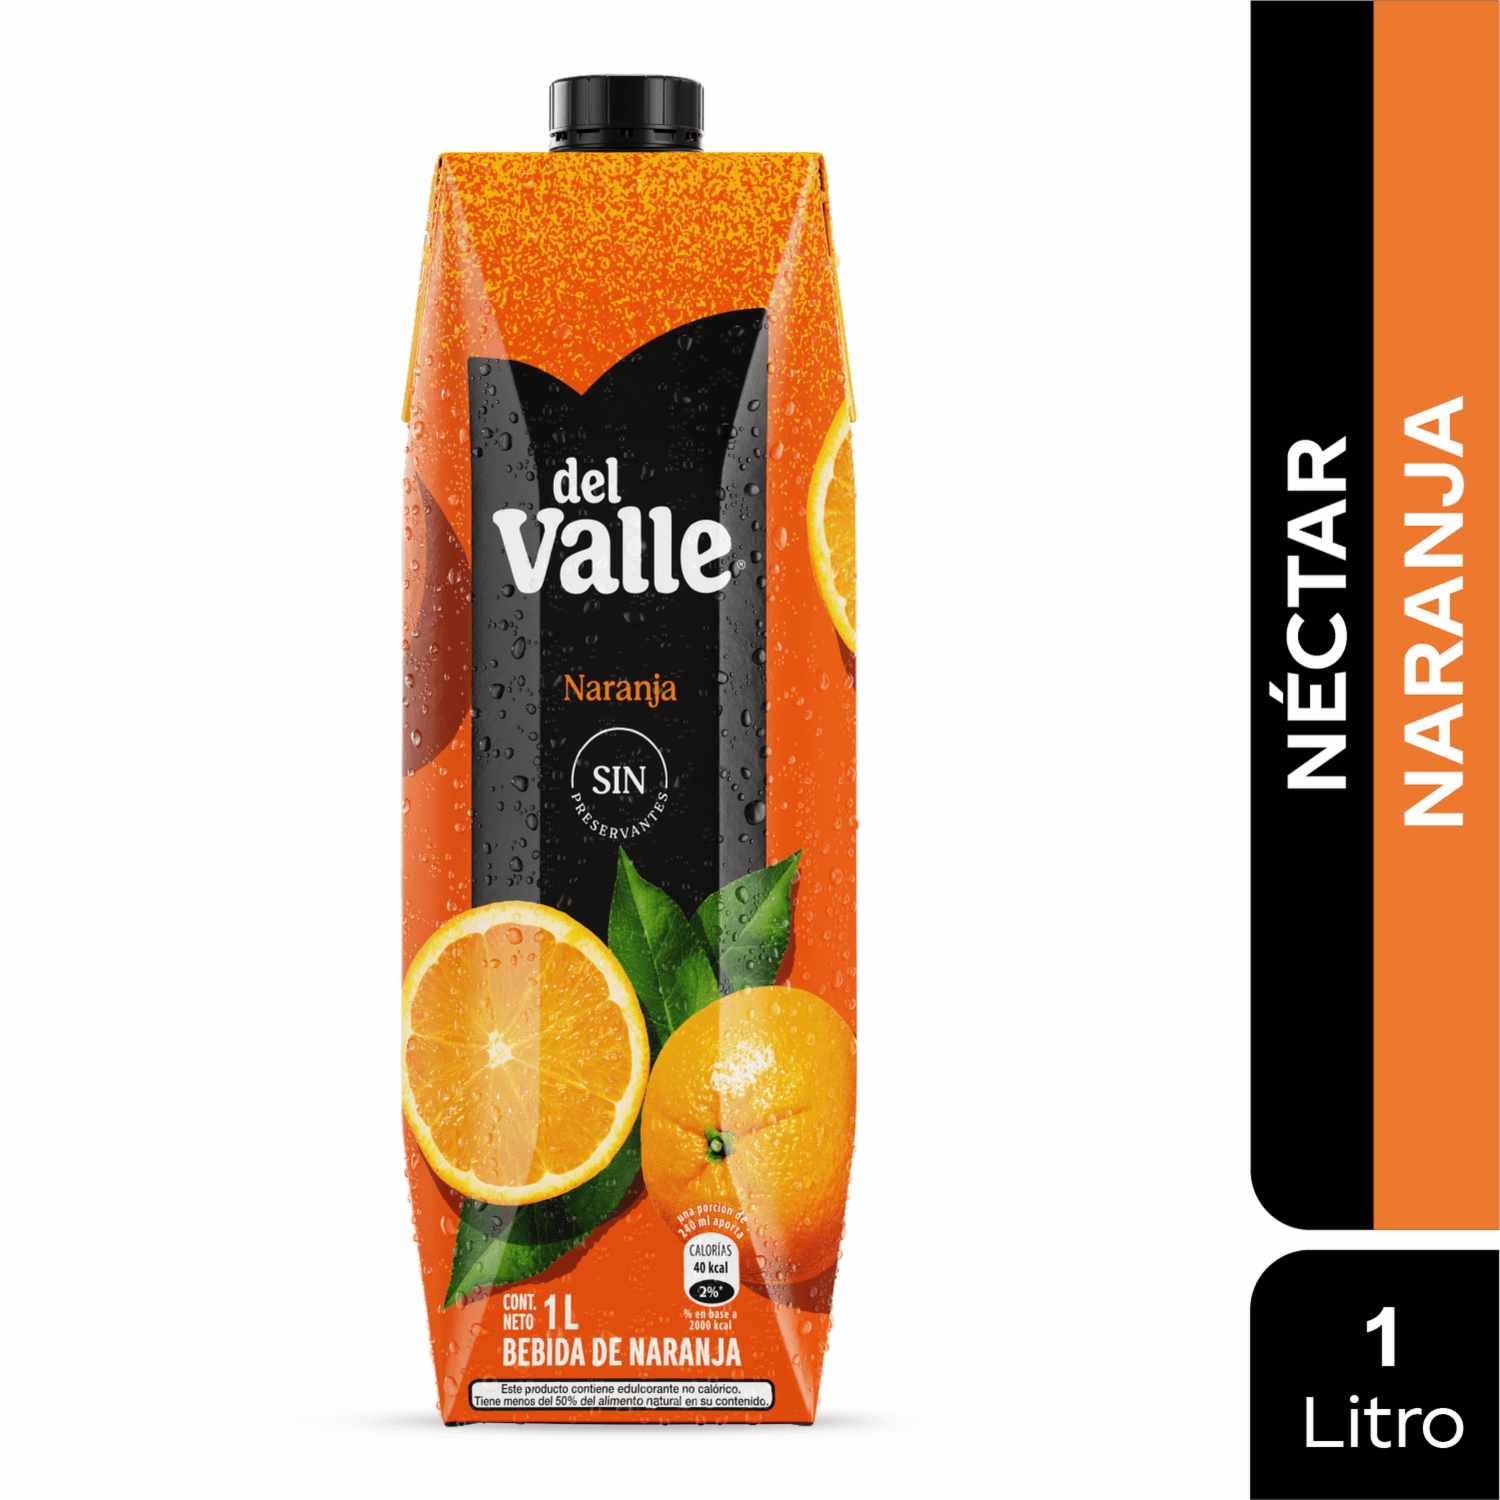 del
Valle
Naranja
SIN
PRESERVANTES
una porción de
240 ml aporta
CALORÍAS
40 kcal
2%*
% en base a
2000 kcal
CONT.
NETO 1 L
BEBIDA DE NARANJA
Este producto contiene edulcorante no calórico.
Tiene menos del 50% del alimento natural en su contenido.
NÉCTAR
NARANJA
1
Litro